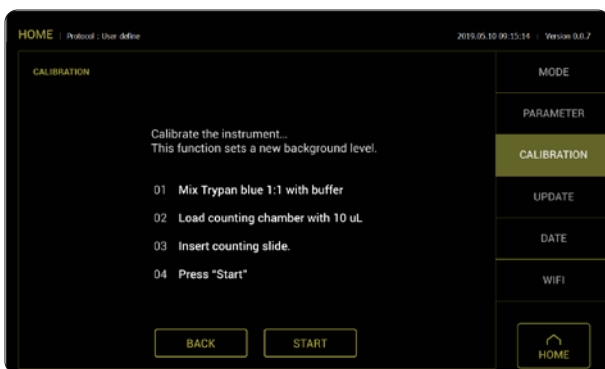 HOME | Protocol : User define
2019.05.10 09:15:14 | Version 0.0.7
CALIBRATION
Calibrate the instrument...
This function sets a new background level.
01 Mix Trypan blue 1:1 with buffer
02 Load counting chamber with 10 uL
03 Insert counting slide.
04 Press "Start"
BACK
START
MODE
PARAMETER
CALIBRATION
UPDATE
DATE
WIFI
HOME